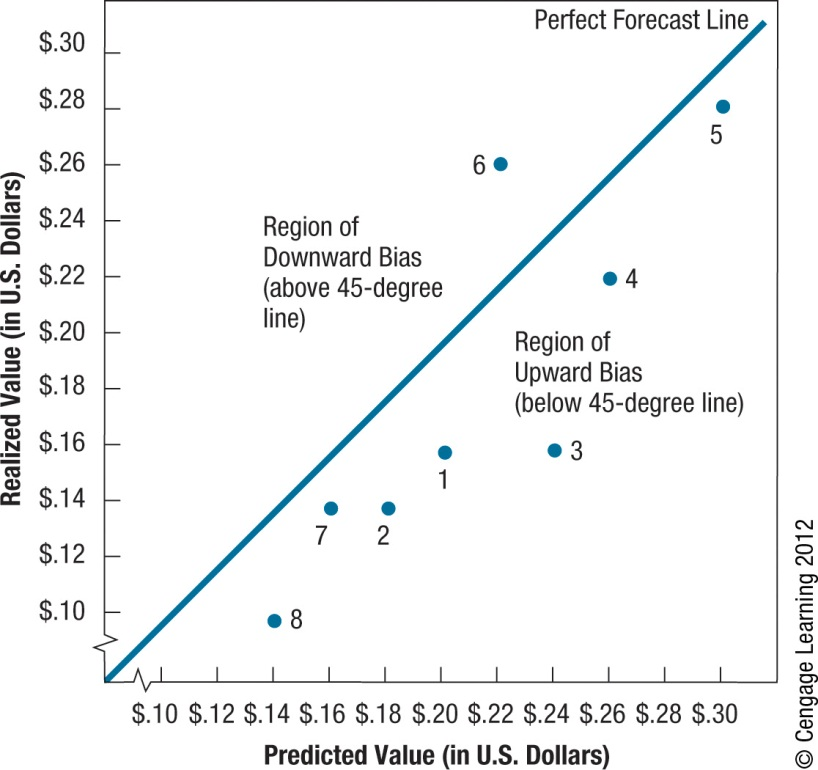 Perfect Forecast Line
$.30
$.28
$.26
$.24
$.22
$.20
$.18
$.16
$.14
$.12
$.10
Realized Value (in U.S. Dollars)
5
6
Region of
Downward Bias
(above 45-degree
line)
4
Region of
Upward Bias
(below 45-degree line)
3
1
7
2
8
$.10 $.12 $.14 $.16 $.18 $.20 $.22 $.24 $.26 $.28 $.30
Predicted Value (in U.S. Dollars)
© Cengage Learning 2012